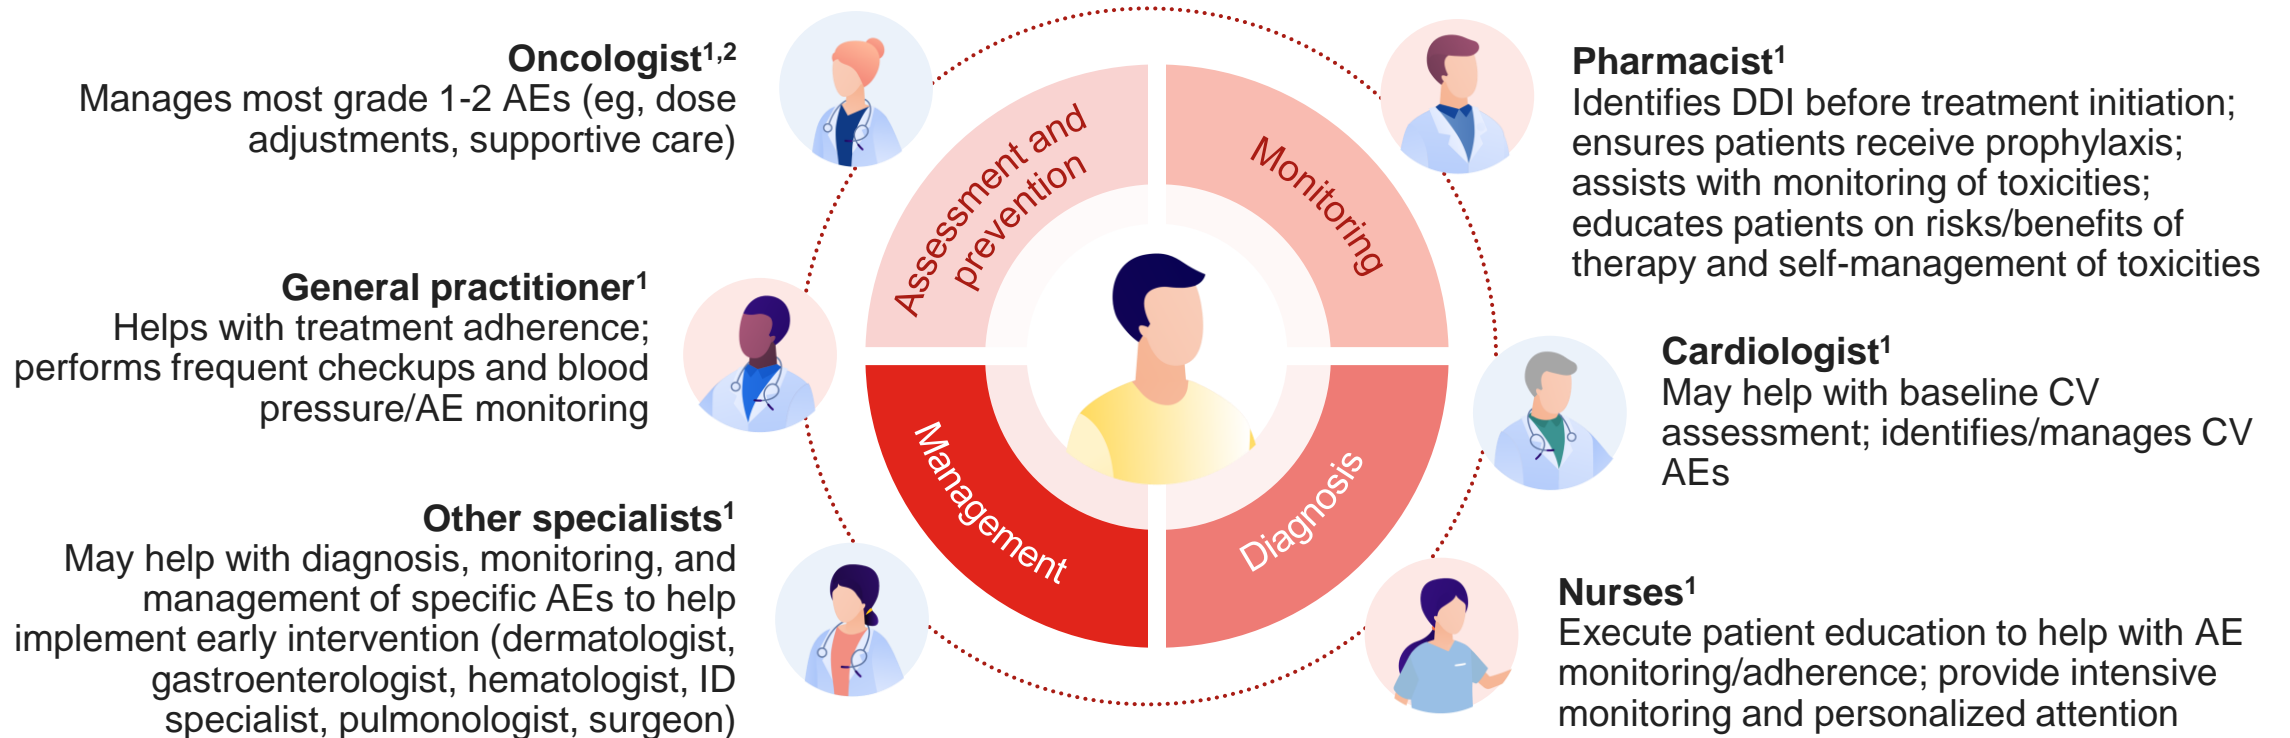 Oncologist1,2
Manages most grade 1-2 AEs (eg, dose
adjustments, supportive care)
General practitioner1
Helps with treatment adherence;
performs frequent checkups and blood
pressure/AE monitoring
Other specialists1
May help with diagnosis, monitoring, and
management of specific AEs to help
implement early intervention (dermatologist,
gastroenterologist, hematologist, ID
specialist, pulmonologist, surgeon)
Assessment and
prevention
Monitoring
Management
Diagnosis
Pharmacist1
Identifies DDI before treatment initiation;
ensures patients receive prophylaxis;
assists with monitoring of toxicities;
educates patients on risks/benefits of
therapy and self-management of toxicities
Cardiologist1
May help with baseline CV
assessment; identifies/manages CV
AEs
Nurses1
Execute patient education to help with AE
monitoring/adherence; provide intensive
monitoring and personalized attention